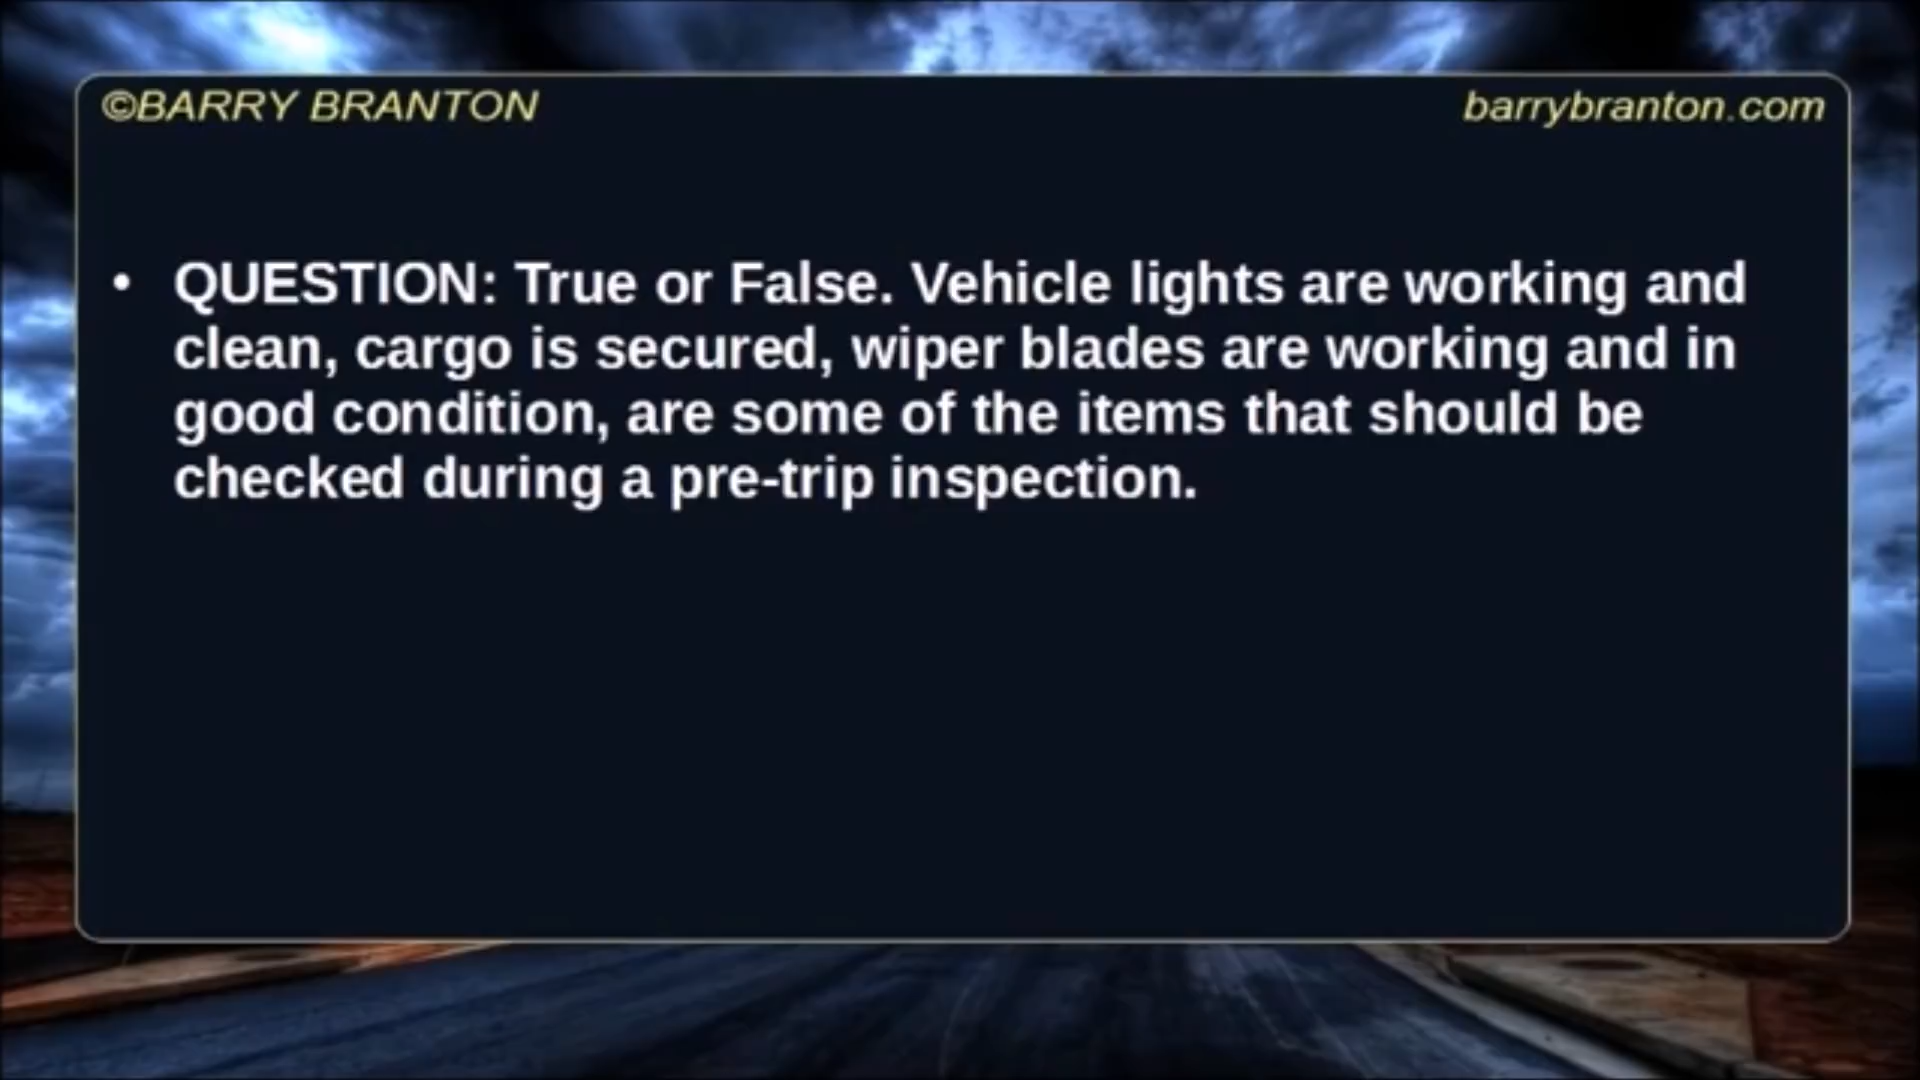 ©BARRY BRANTON
barrybranton.com
• QUESTION: True or False. Vehicle lights are working and
clean, cargo is secured, wiper blades are working and in
good condition, are some of the items that should be
checked during a pre-trip inspection.